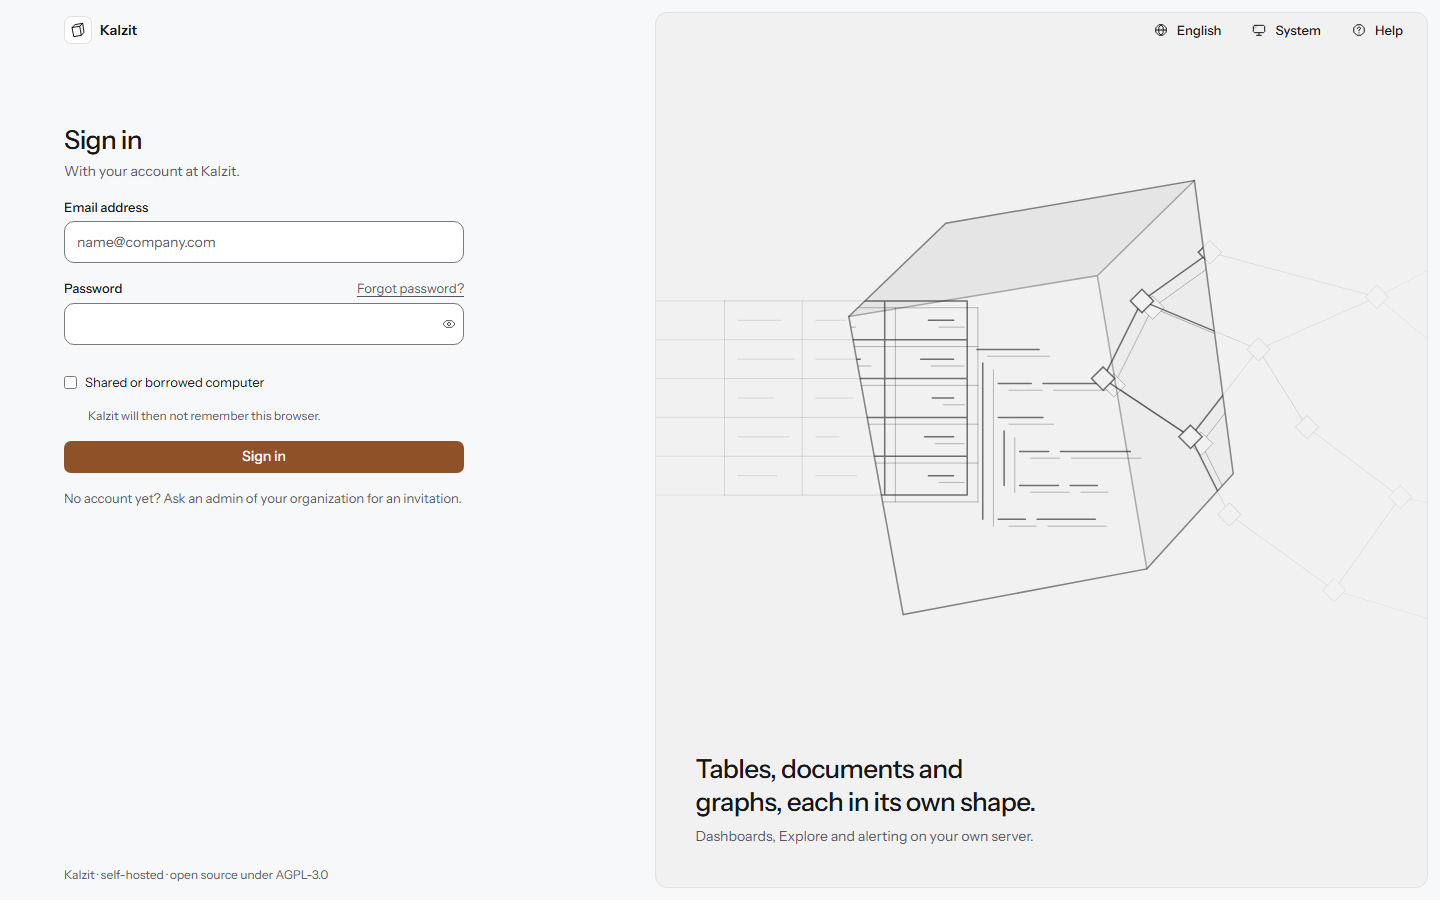 Kalzit
English
System
Help
Sign in
With your account at Kalzit.
Email address
name@company.com
Password
Forgot password?
Shared or borrowed computer
Kalzit will then not remember this browser.
Sign in
No account yet? Ask an admin of your organization for an invitation.
Tables, documents and
graphs, each in its own shape.
Dashboards, Explore and alerting on your own server.
Kalzit · self-hosted · open source under AGPL-3.0